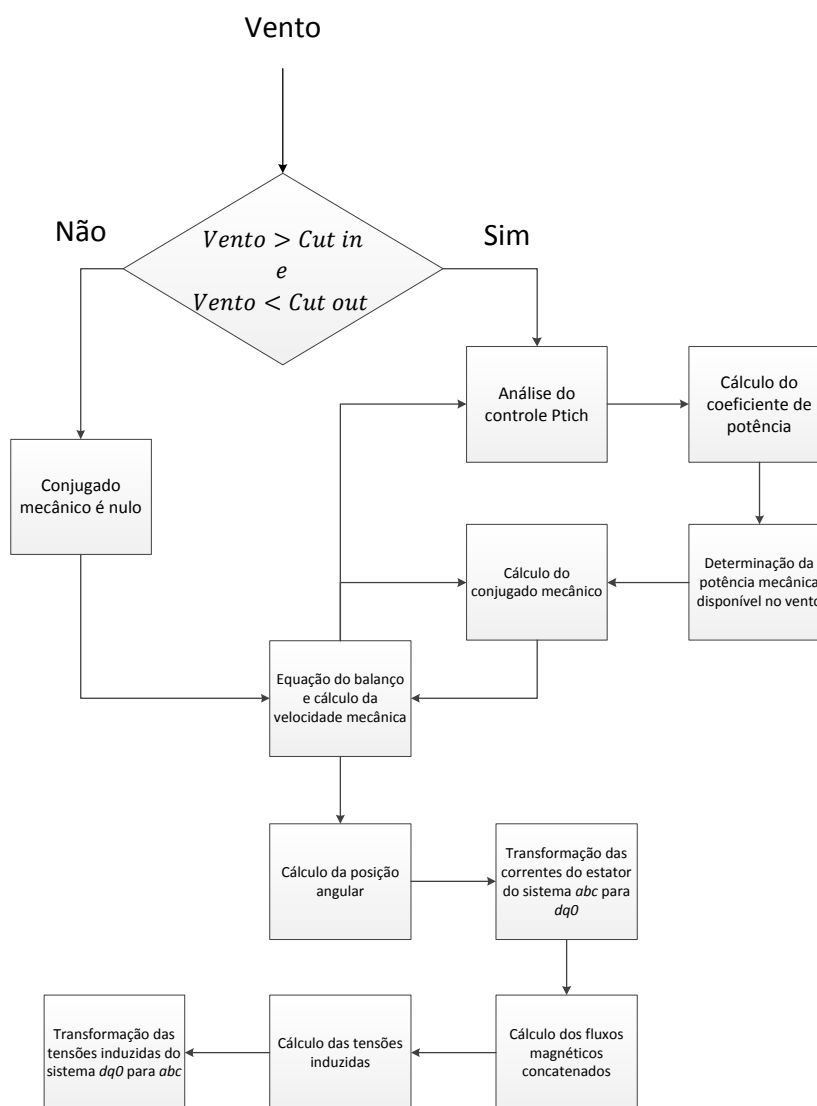 Vento
Não
Sim
Vento > Cut in
e
Vento < Cut out
Análise do
controle Ptich
Cálculo do
coeficiente de
potência
Conjugado
mecânico é nulo
Cálculo do
conjugado mecânico
Determinação da
potência mecânica
disponível no vento
Equação do balanço
e cálculo da
velocidade mecânica
Cálculo da posição
angular
Transformação das
correntes do estator
do sistema abc para
dq0
Transformação das
tensões induzidas do
sistema dq0 para abc
Cálculo das tensões
induzidas
Cálculo dos fluxos
magnéticos
concatenados